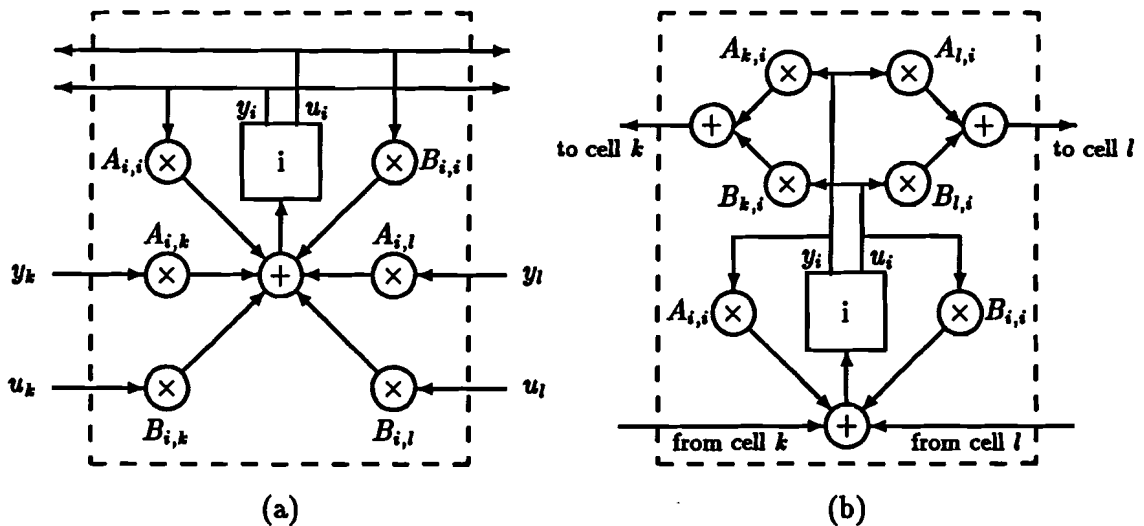 y_i u_i
i
A_{i,i} × × B_{i,i}
A_{i,k} A_{i,l}
y_k × + × y_l
u_k × × u_l
B_{i,k} B_{i,l}
(a)
A_{k,i} × × A_{l,i}
+ +
to cell k to cell l
B_{k,i} × × B_{l,i}
y_i u_i
i
A_{i,i} × × B_{i,i}
+
from cell k from cell l
(b)